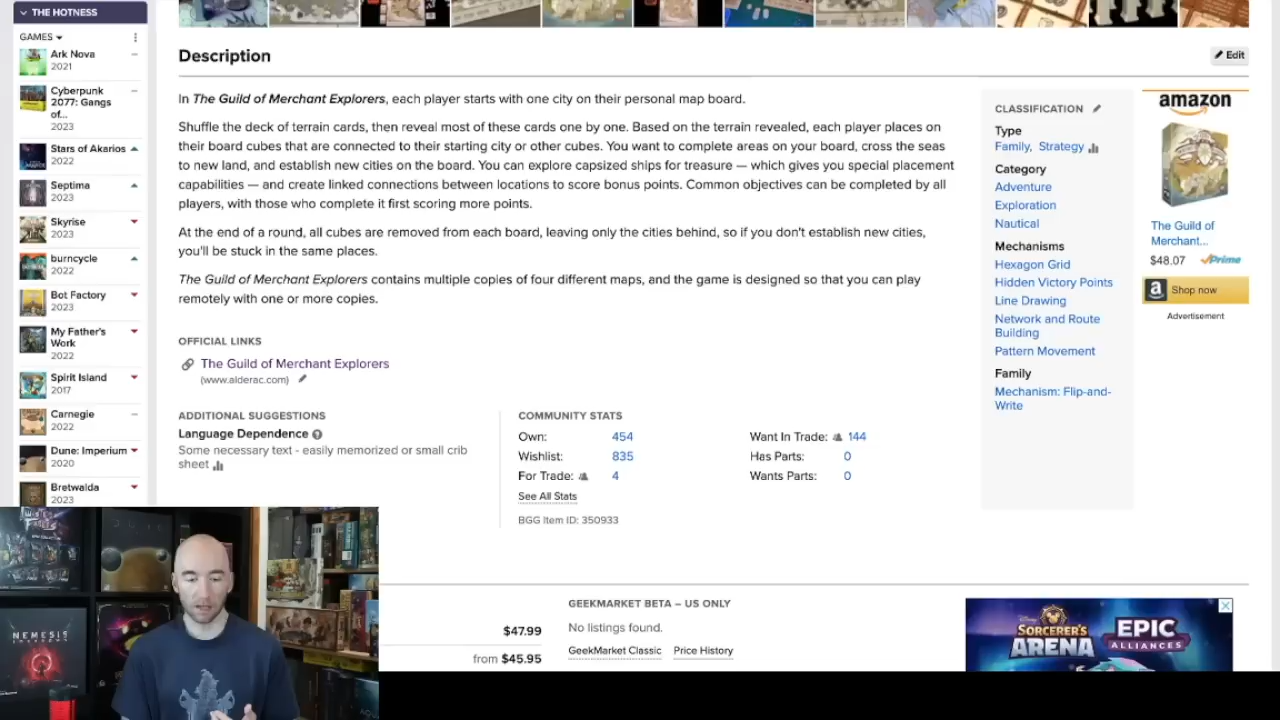 THE HOTNESS
GAMES
Ark Nova
2021
Cyberpunk
2077: Gangs
of...
2023
Stars of Akarios
2022
Septima
2023
Skyrise
2023
burncycle
2022
Bot Factory
2023
My Father's
Work
2022
Spirit Island
2017
Carnegie
2022
Dune: Imperium
2020
Bretwalda
2023
Description
Edit
In The Guild of Merchant Explorers, each player starts with one city on their personal map board.
Shuffle the deck of terrain cards, then reveal most of these cards one by one. Based on the terrain revealed, each player places on
their board cubes that are connected to their starting city or other cubes. You want to complete areas on your board, cross the seas
to new land, and establish new cities on the board. You can explore capsized ships for treasure — which gives you special placement
capabilities — and create linked connections between locations to score bonus points. Common objectives can be completed by all
players, with those who complete it first scoring more points.
At the end of a round, all cubes are removed from each board, leaving only the cities behind, so if you don't establish new cities,
you'll be stuck in the same places.
The Guild of Merchant Explorers contains multiple copies of four different maps, and the game is designed so that you can play
remotely with one or more copies.
OFFICIAL LINKS
The Guild of Merchant Explorers
(www.alderac.com)
ADDITIONAL SUGGESTIONS
Language Dependence
Some necessary text - easily memorized or small crib
sheet
COMMUNITY STATS
Own: 454
Wishlist: 835
For Trade: 4
See All Stats
BGG Item ID: 350933
Want In Trade: 144
Has Parts: 0
Wants Parts: 0
CLASSIFICATION
Type
Family, Strategy
Category
Adventure
Exploration
Nautical
Mechanisms
Hexagon Grid
Hidden Victory Points
Line Drawing
Network and Route
Building
Pattern Movement
Family
Mechanism: Flip-and-
Write
amazon
The Guild of
Merchant...
$48.07 Prime
a Shop now
Advertisement
$47.99
from $45.95
GEEKMARKET BETA – US ONLY
No listings found.
GeekMarket Classic Price History
SORCERER'S
ARENA
EPIC
ALLIANCES
NEMESIS